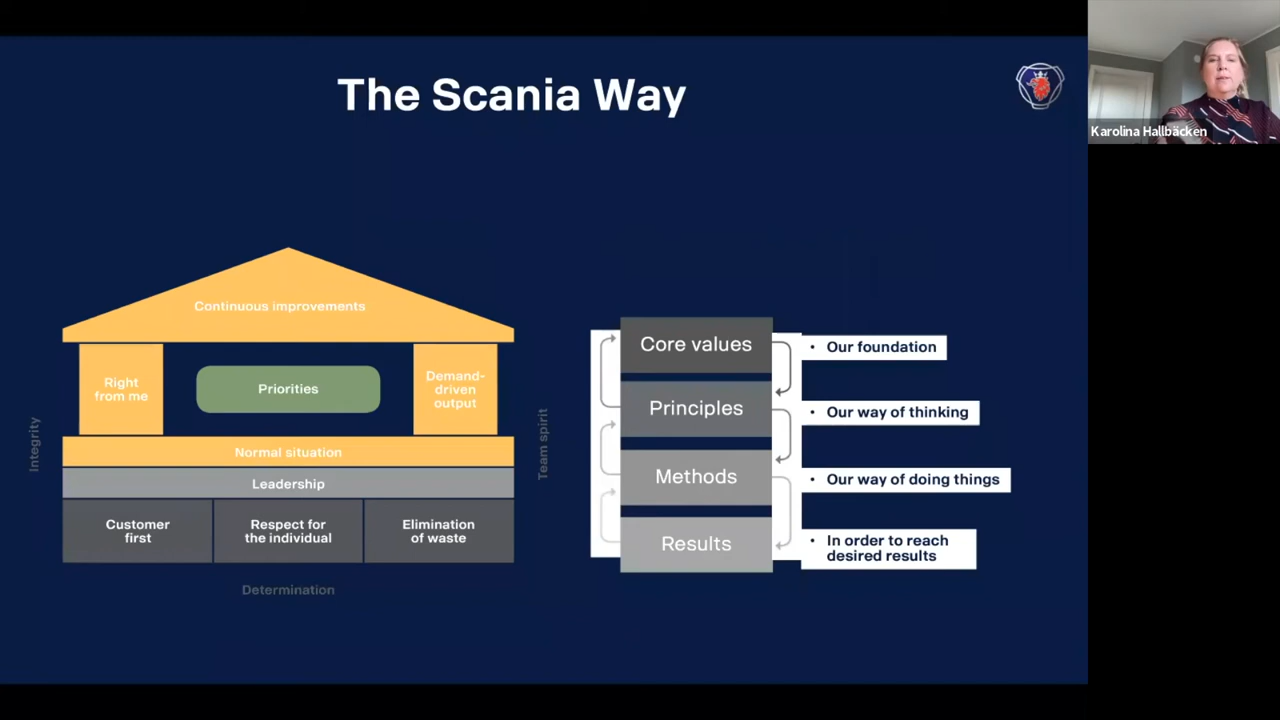 The Scania Way
Karolina Hallbäcken
Continuous improvements
Right
from me
Priorities
Demand-
driven
output
Normal situation
Leadership
Customer
first
Respect for
the individual
Elimination
of waste
Integrity
Team spirit
Determination
Core values
• Our foundation
Principles
• Our way of thinking
Methods
• Our way of doing things
Results
• In order to reach
desired results